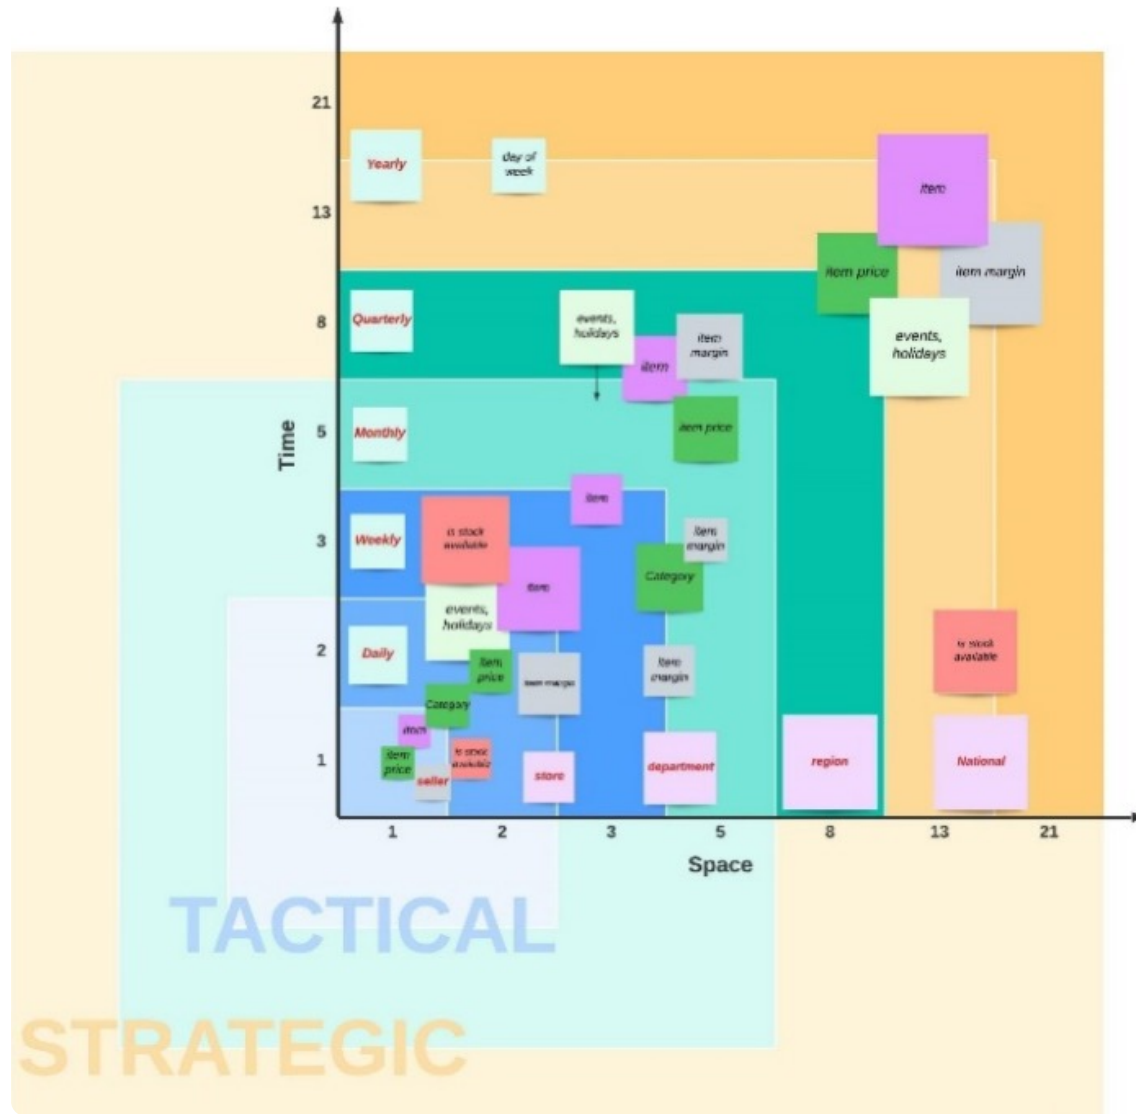 21
Yearly
day of
week
item
13
item price
item margin
Quarterly
8
events,
holidays
item
margin
events,
holidays
item
Time
5
Monthly
item price
item
3
Weekly
is stock
available
item
margin
Category
item
events,
holidays
2
Daily
item
price
item margin
item
margin
is stock
available
Category
item
item
price
is stock
available
seller
1
store
department
region
National
1
2
3
5
8
13
21
Space
TACTICAL
STRATEGIC